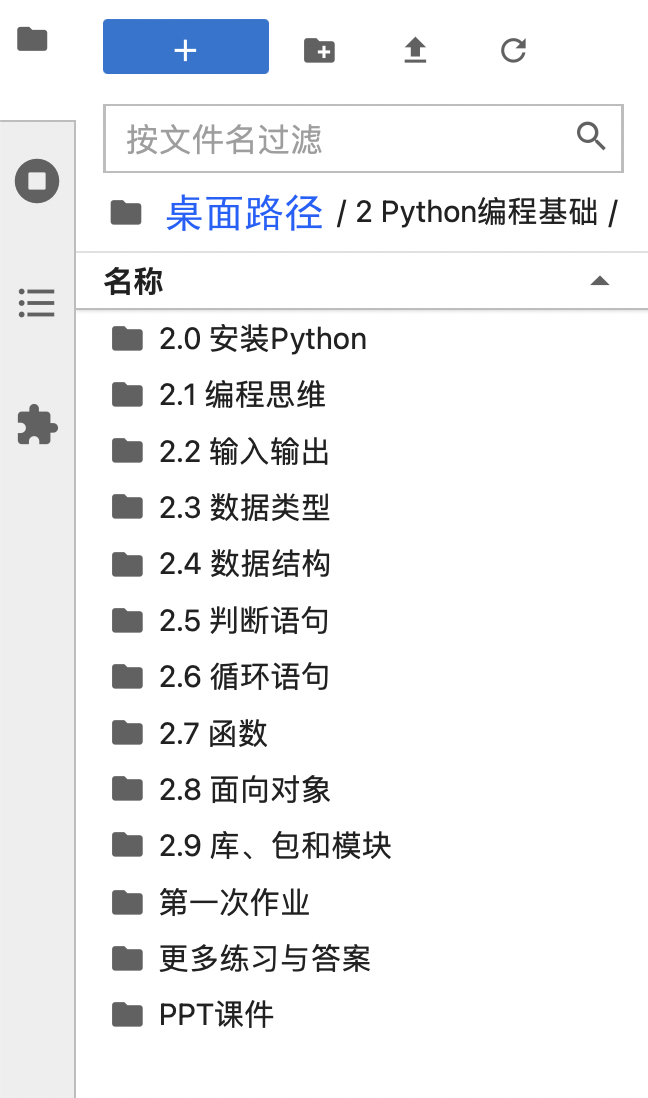 按文件名过滤
桌面路径 / 2 Python编程基础 /
名称
2.0 安装Python
2.1 编程思维
2.2 输入输出
2.3 数据类型
2.4 数据结构
2.5 判断语句
2.6 循环语句
2.7 函数
2.8 面向对象
2.9 库、包和模块
第一次作业
更多练习与答案
PPT课件